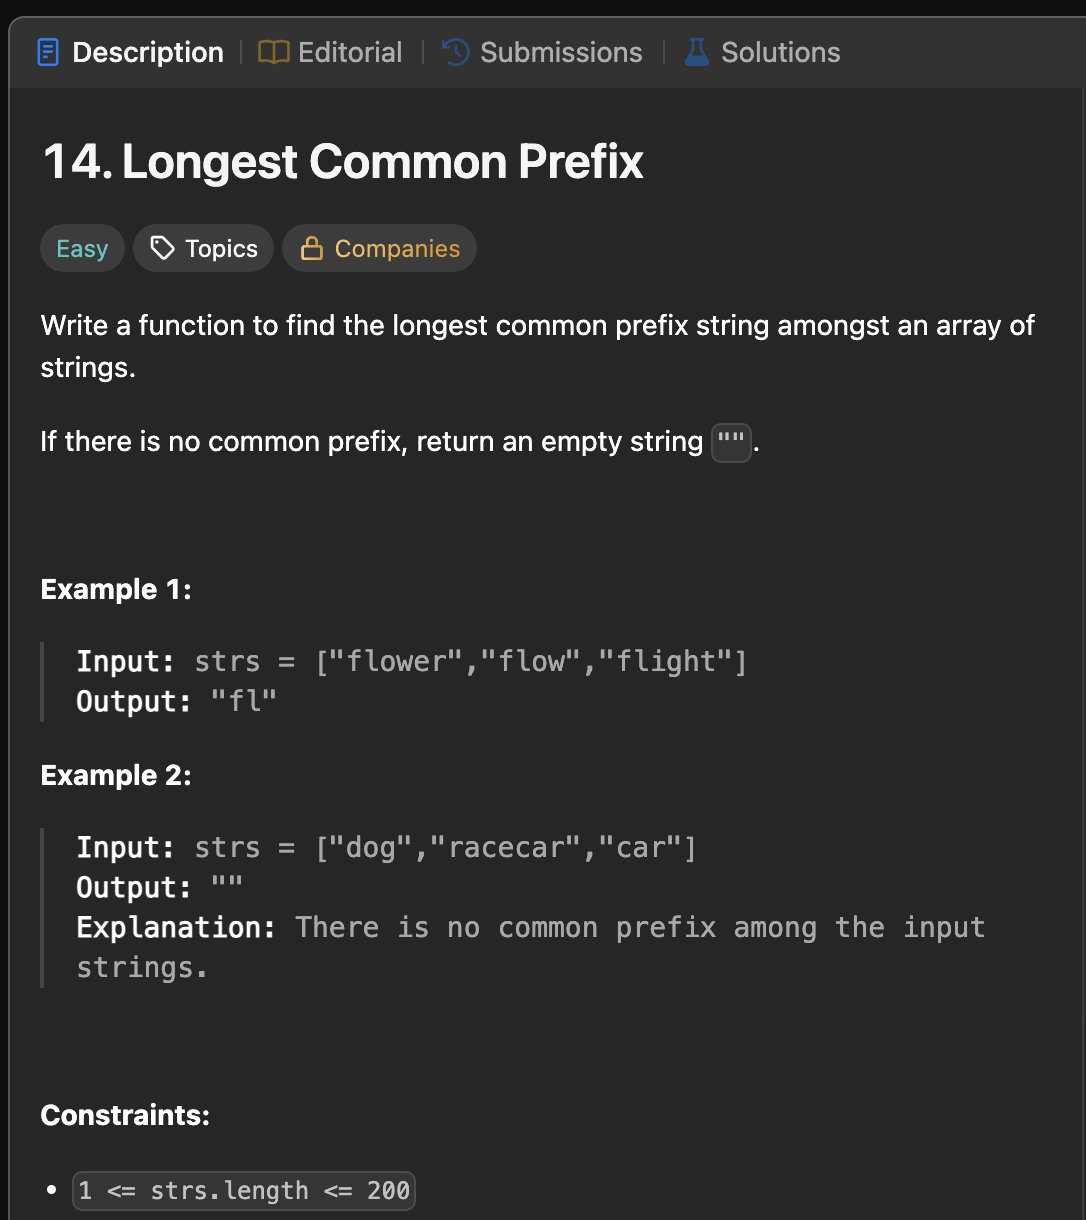 Description | Editorial | Submissions | Solutions
14. Longest Common Prefix
Easy Topics Companies
Write a function to find the longest common prefix string amongst an array of
strings.
If there is no common prefix, return an empty string "".
Example 1:
Input: strs = ["flower","flow","flight"]
Output: "fl"
Example 2:
Input: strs = ["dog","racecar","car"]
Output: ""
Explanation: There is no common prefix among the input
strings.
Constraints:
• 1 <= strs.length <= 200